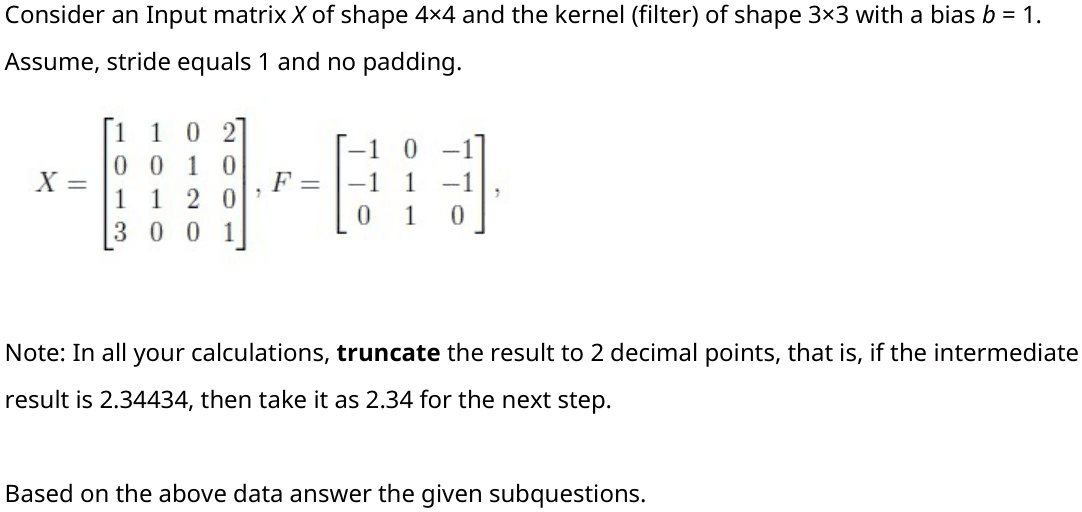 Consider an Input matrix X of shape 4×4 and the kernel (filter) of shape 3×3 with a bias b = 1.
Assume, stride equals 1 and no padding.
X = [1 1 0 2; 0 0 1 0; 1 1 2 0; 3 0 0 1], F = [−1 0 −1; −1 1 −1; 0 1 0],
Note: In all your calculations, truncate the result to 2 decimal points, that is, if the intermediate
result is 2.34434, then take it as 2.34 for the next step.
Based on the above data answer the given subquestions.